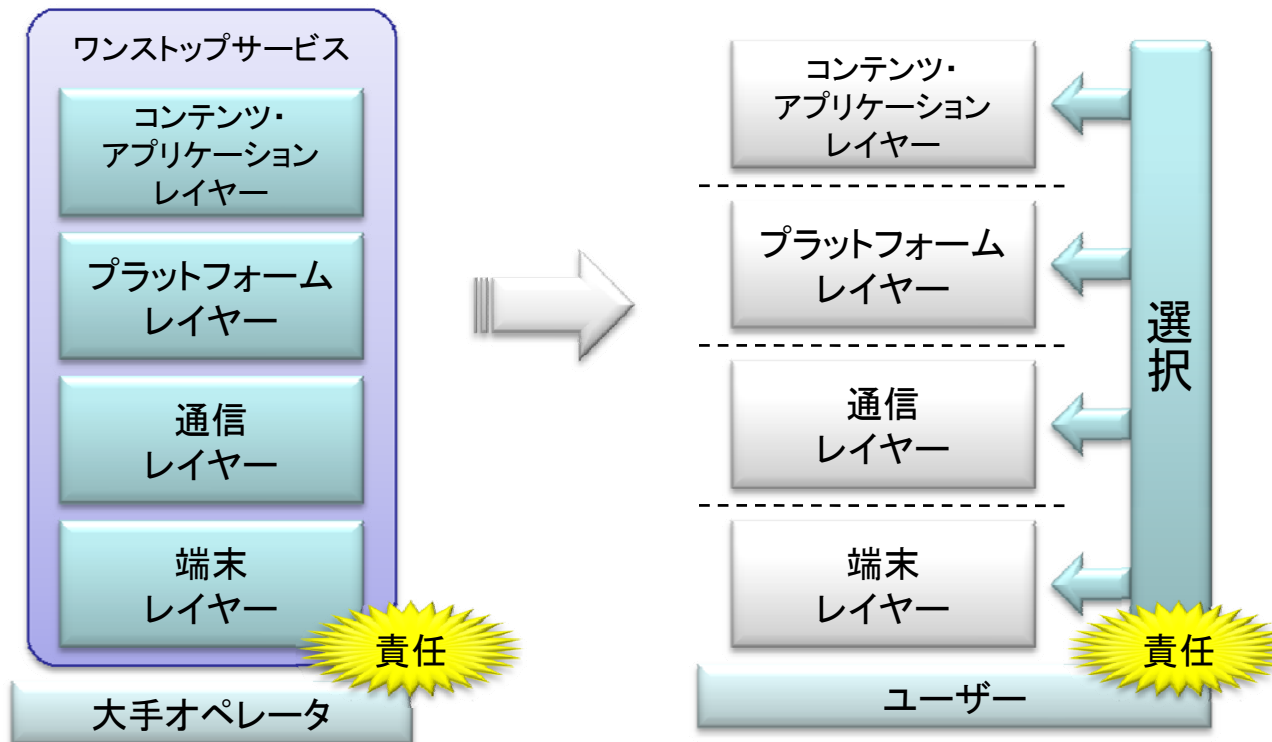 ワンストップサービス
コンテンツ・
アプリケーション
レイヤー
プラットフォーム
レイヤー
通信
レイヤー
端末
レイヤー
責任
大手オペレータ
コンテンツ・
アプリケーション
レイヤー
プラットフォーム
レイヤー
通信
レイヤー
端末
レイヤー
選択
責任
ユーザー